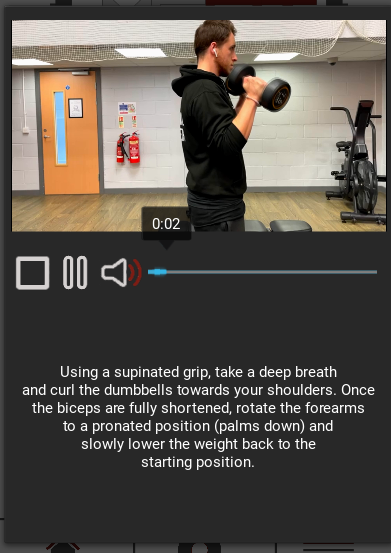 0:02
Using a supinated grip, take a deep breath
and curl the dumbbells towards your shoulders. Once
the biceps are fully shortened, rotate the forearms
to a pronated position (palms down) and
slowly lower the weight back to the
starting position.